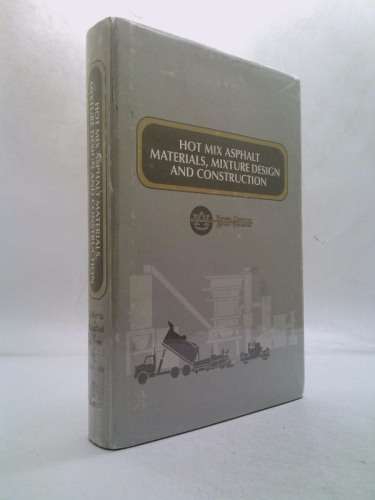 HOT MIX ASPHALT MATERIALS,
MIXTURE DESIGN AND CONSTRUCTION
HOT MIX ASPHALT
MATERIALS, MIXTURE DESIGN
AND CONSTRUCTION